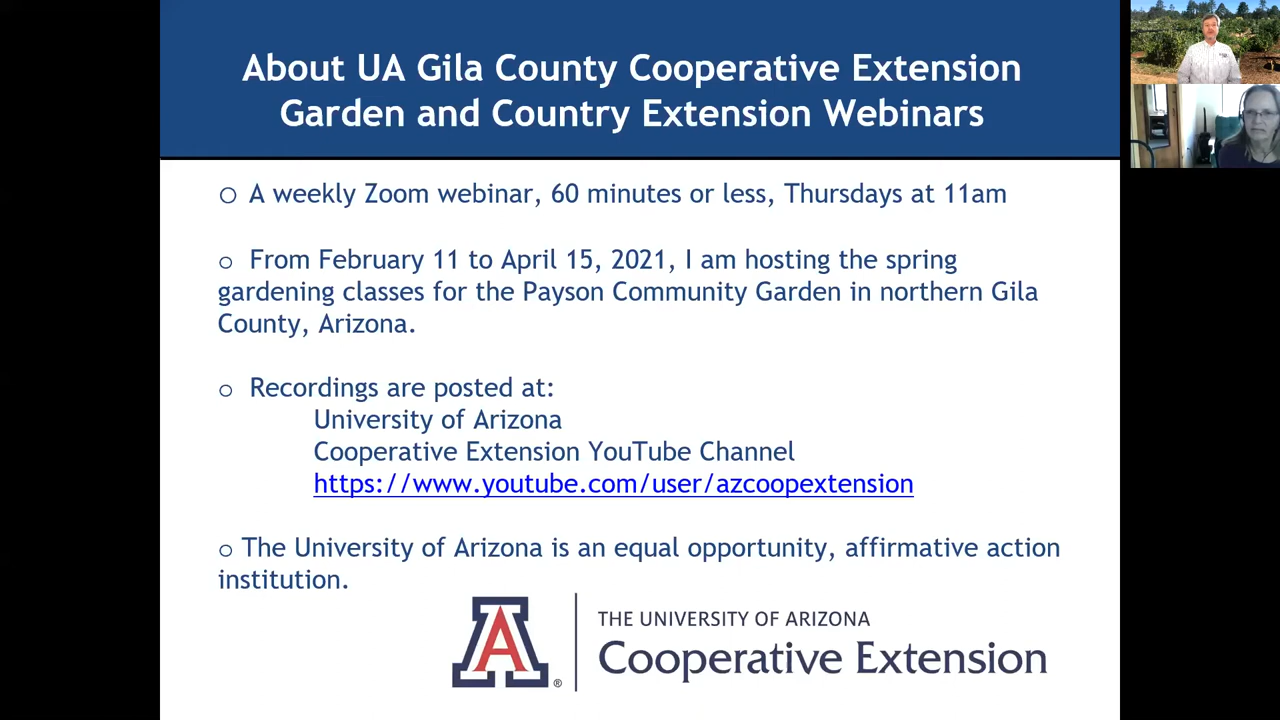 About UA Gila County Cooperative Extension
Garden and Country Extension Webinars
o A weekly Zoom webinar, 60 minutes or less, Thursdays at 11am
o From February 11 to April 15, 2021, I am hosting the spring
gardening classes for the Payson Community Garden in northern Gila
County, Arizona.
o Recordings are posted at:
University of Arizona
Cooperative Extension YouTube Channel
https://www.youtube.com/user/azcoopextension
o The University of Arizona is an equal opportunity, affirmative action
institution.
A®
THE UNIVERSITY OF ARIZONA
Cooperative Extension